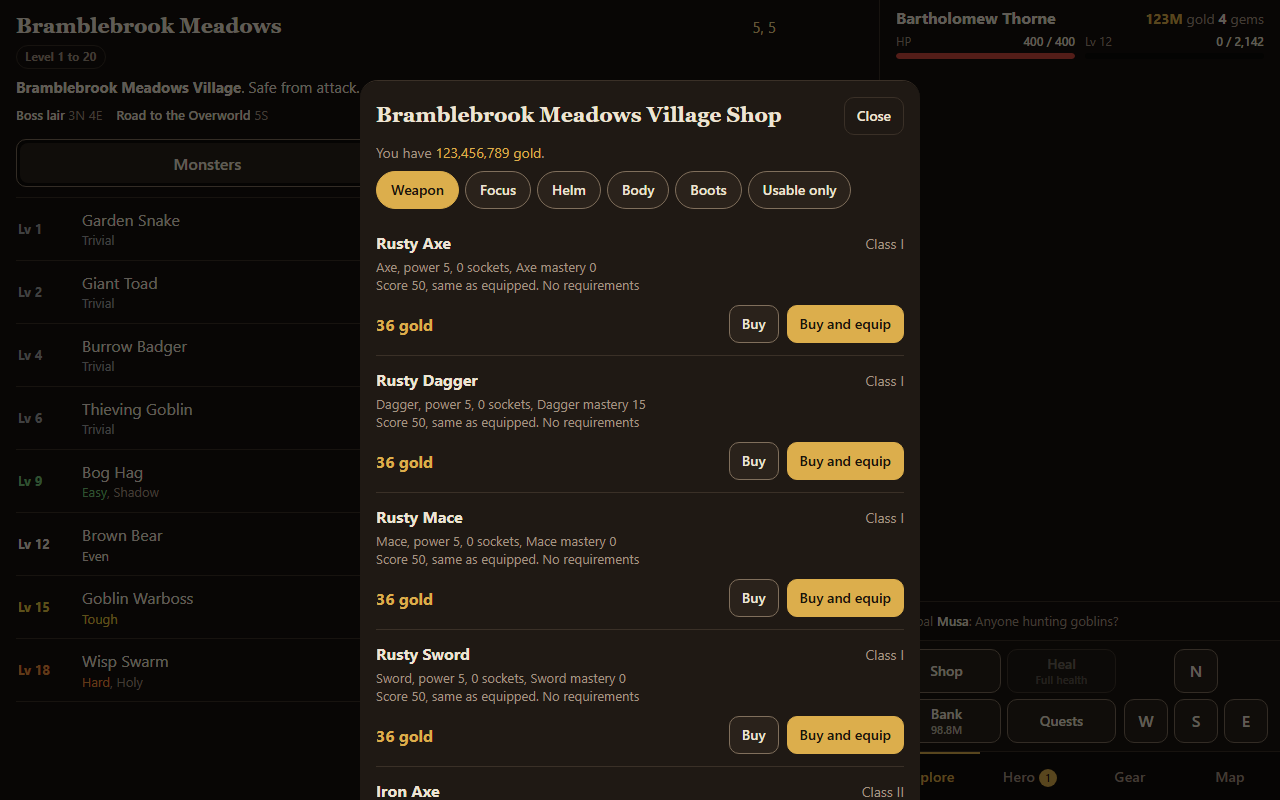 Bramblebrook Meadows
5, 5
Level 1 to 20
Bramblebrook Meadows Village. Safe from attack.
Boss lair 3N 4E Road to the Overworld 5S
Monsters
Lv 1 Garden Snake
Trivial
Lv 2 Giant Toad
Trivial
Lv 4 Burrow Badger
Trivial
Lv 6 Thieving Goblin
Trivial
Lv 9 Bog Hag
Easy, Shadow
Lv 12 Brown Bear
Even
Lv 15 Goblin Warboss
Tough
Lv 18 Wisp Swarm
Hard, Holy
Bramblebrook Meadows Village Shop
Close
You have 123,456,789 gold.
Weapon Focus Helm Body Boots Usable only
Rusty Axe Class I
Axe, power 5, 0 sockets, Axe mastery 0
Score 50, same as equipped. No requirements
36 gold Buy Buy and equip
Rusty Dagger Class I
Dagger, power 5, 0 sockets, Dagger mastery 15
Score 50, same as equipped. No requirements
36 gold Buy Buy and equip
Rusty Mace Class I
Mace, power 5, 0 sockets, Mace mastery 0
Score 50, same as equipped. No requirements
36 gold Buy Buy and equip
Rusty Sword Class I
Sword, power 5, 0 sockets, Sword mastery 0
Score 50, same as equipped. No requirements
36 gold Buy Buy and equip
Iron Axe Class II
Bartholomew Thorne 123M gold 4 gems
HP 400 / 400 Lv 12 0 / 2,142
Musa: Anyone hunting goblins?
Shop Heal N
Full health
Bank Quests W S E
98.8M
Hero 1 Gear Map